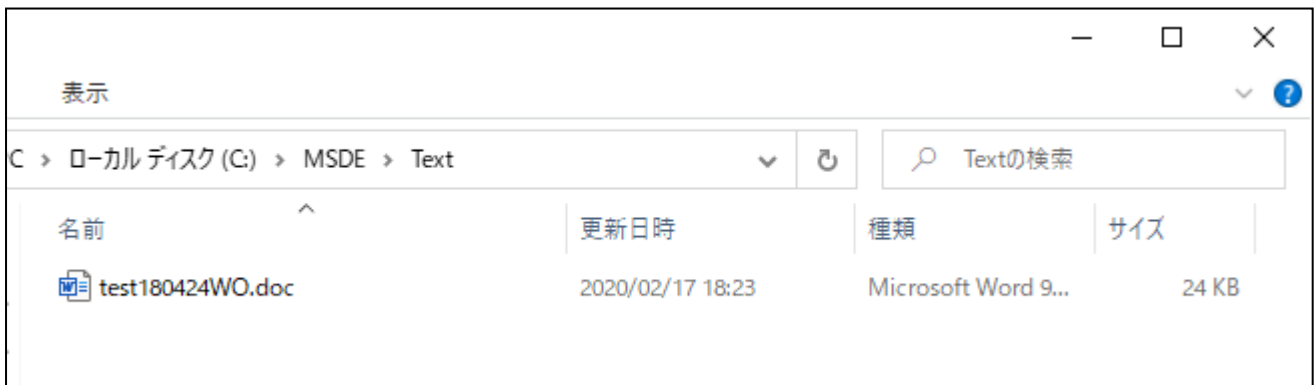 表示
C > ローカル ディスク (C:) > MSDE > Text
Textの検索
名前 更新日時 種類 サイズ
test180424WO.doc 2020/02/17 18:23 Microsoft Word 9... 24 KB